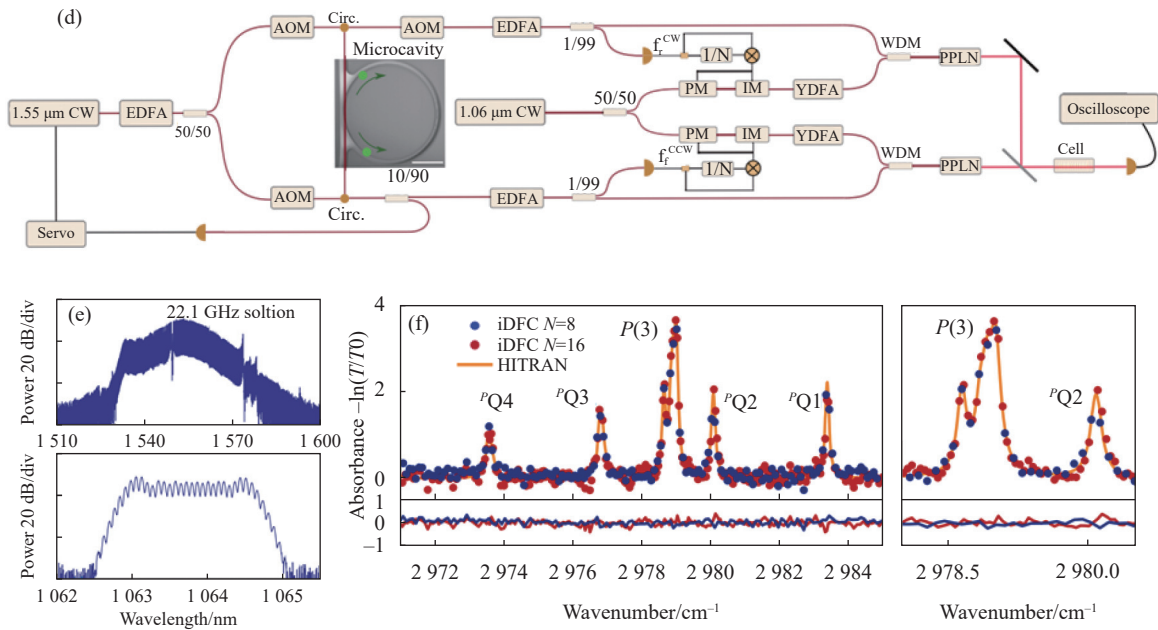 (d)
AOM
Circ.
AOM
EDFA
1/99
f_r^CW
1/N
WDM
PPLN
Microcavity
1.55 μm CW
EDFA
50/50
1.06 μm CW
50/50
PM
IM
YDFA
Oscilloscope
PM
IM
YDFA
Cell
10/90
f_f^CCW
1/N
WDM
PPLN
1/99
AOM
Circ.
EDFA
Servo
(e)
22.1 GHz soltion
Power 20 dB/div
1 510
1 540
1 570
1 600
Power 20 dB/div
1 062
1 063
1 064
1 065
Wavelength/nm
(f)
iDFC N=8
iDFC N=16
HITRAN
P(3)
PQ4
PQ3
PQ2
PQ1
Absorbance −ln(T/T0)
4
2
0
1
0
−1
2 972
2 974
2 976
2 978
2 980
2 982
2 984
Wavenumber/cm⁻¹
P(3)
PQ2
2 978.5
2 980.0
Wavenumber/cm⁻¹